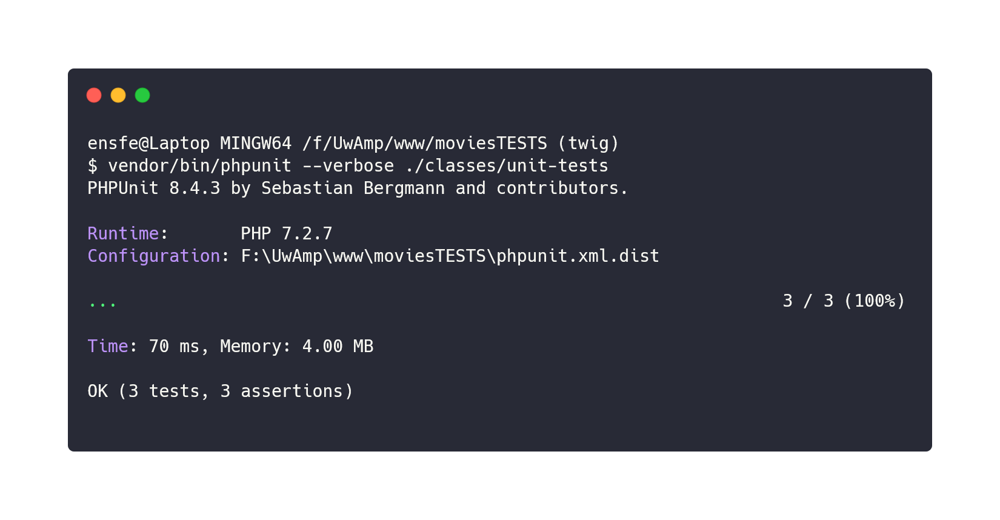 ensfe@Laptop MINGW64 /f/UwAmp/www/moviesTESTS (twig)
$ vendor/bin/phpunit --verbose ./classes/unit-tests
PHPUnit 8.4.3 by Sebastian Bergmann and contributors.
Runtime:       PHP 7.2.7
Configuration: F:\UwAmp\www\moviesTESTS\phpunit.xml.dist
...                                                                 3 / 3 (100%)
Time: 70 ms, Memory: 4.00 MB
OK (3 tests, 3 assertions)